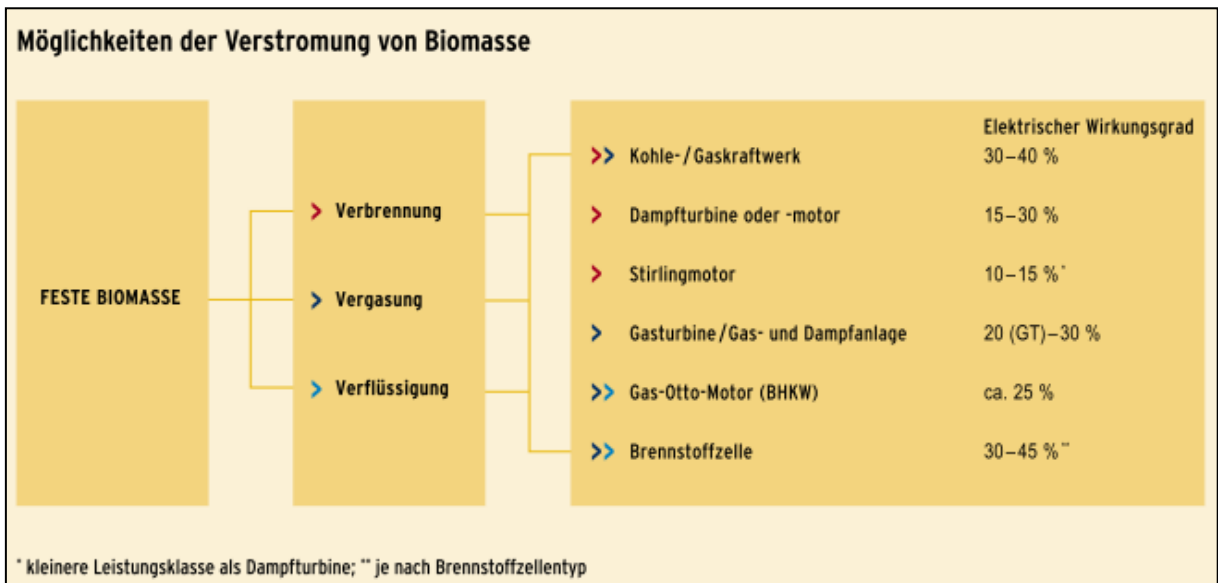 Möglichkeiten der Verstromung von Biomasse
FESTE BIOMASSE
Verbrennung
Vergasung
Verflüssigung
Elektrischer Wirkungsgrad
Kohle-/Gaskraftwerk 30–40 %
Dampfturbine oder -motor 15–30 %
Stirlingmotor 10–15 %*
Gasturbine/Gas- und Dampfanlage 20 (GT)–30 %
Gas-Otto-Motor (BHKW) ca. 25 %
Brennstoffzelle 30–45 %**
* kleinere Leistungsklasse als Dampfturbine; ** je nach Brennstoffzellentyp